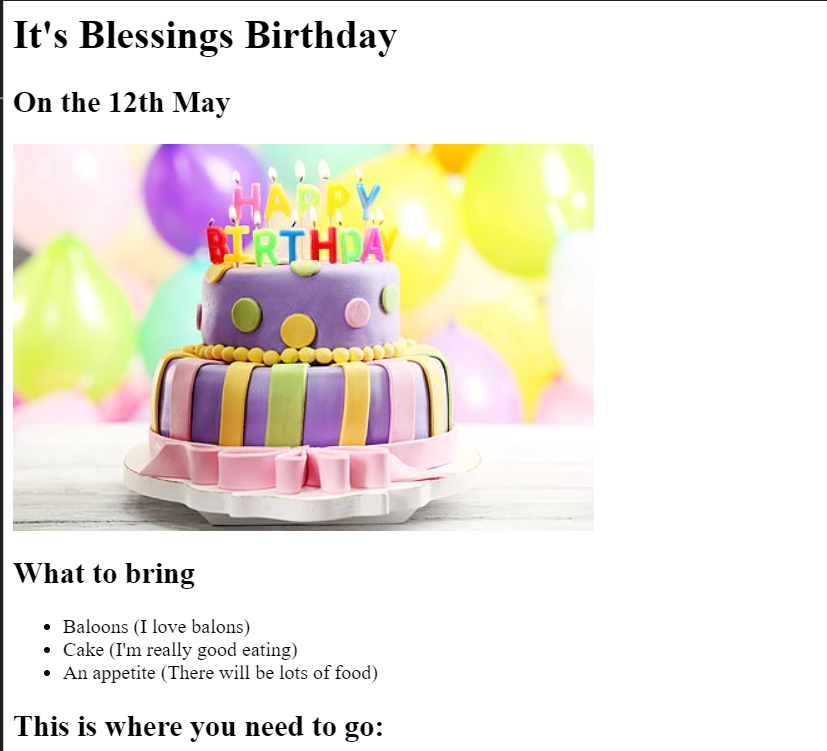 It's Blessings Birthday
On the 12th May
HAPPY
BIRTHDAY
What to bring
Baloons (I love balons)
Cake (I'm really good eating)
An appetite (There will be lots of food)
This is where you need to go: